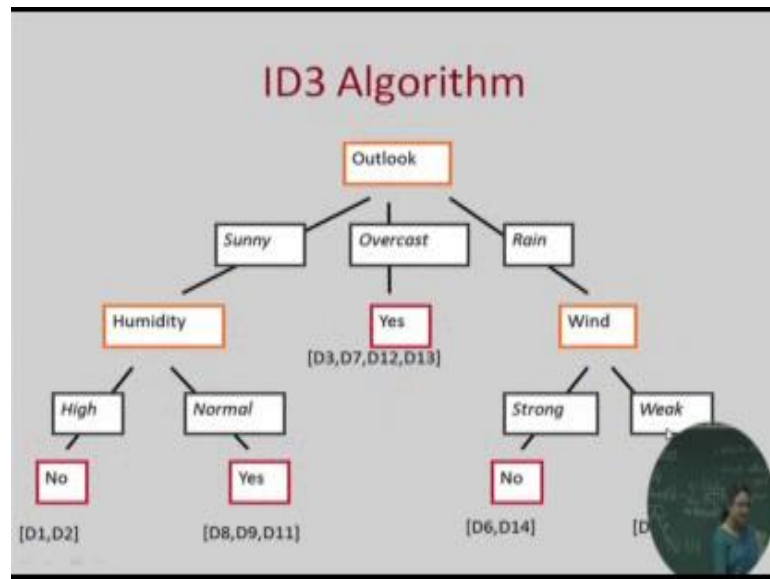 ID3 Algorithm
Outlook
Sunny
Overcast
Rain
Humidity
Yes
Wind
[D3,D7,D12,D13]
High
Normal
Strong
Weak
No
Yes
No
[D1,D2]
[D8,D9,D11]
[D6,D14]
[D